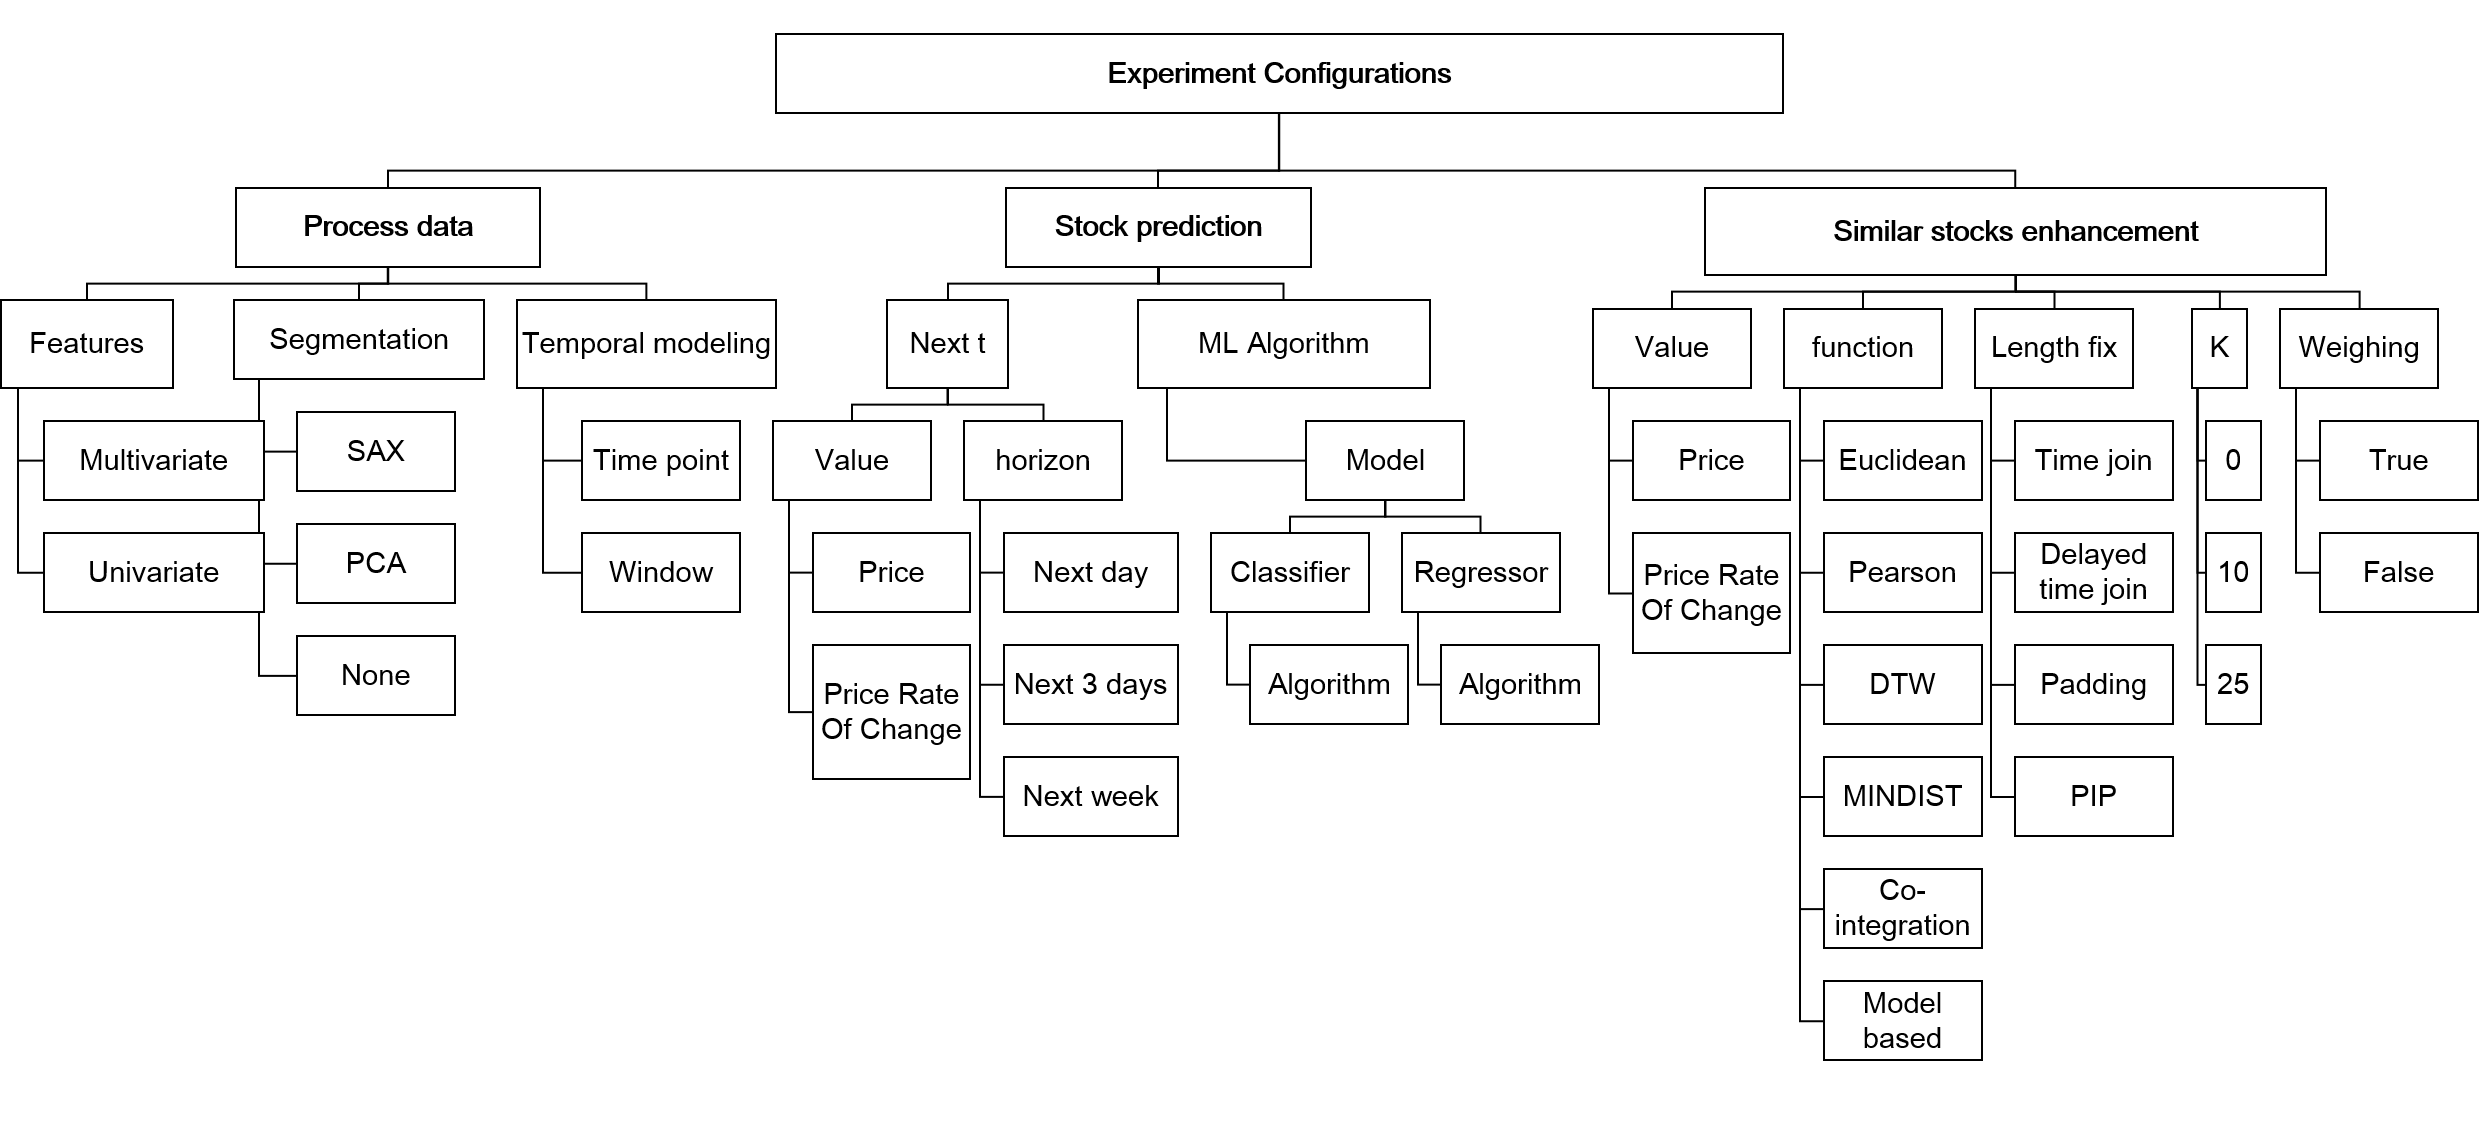 Experiment Configurations
Process data
Stock prediction
Similar stocks enhancement
Features
Segmentation
Temporal modeling
Next t
ML Algorithm
Value
function
Length fix
K
Weighing
Multivariate
SAX
Time point
Value
horizon
Model
Price
Euclidean
Time join
0
True
Univariate
PCA
Window
Price
Next day
Classifier
Regressor
Price Rate
Of Change
Pearson
Delayed
time join
10
False
None
Price Rate
Of Change
Next 3 days
Algorithm
Algorithm
DTW
Padding
25
Next week
MINDIST
PIP
Co-
integration
Model
based